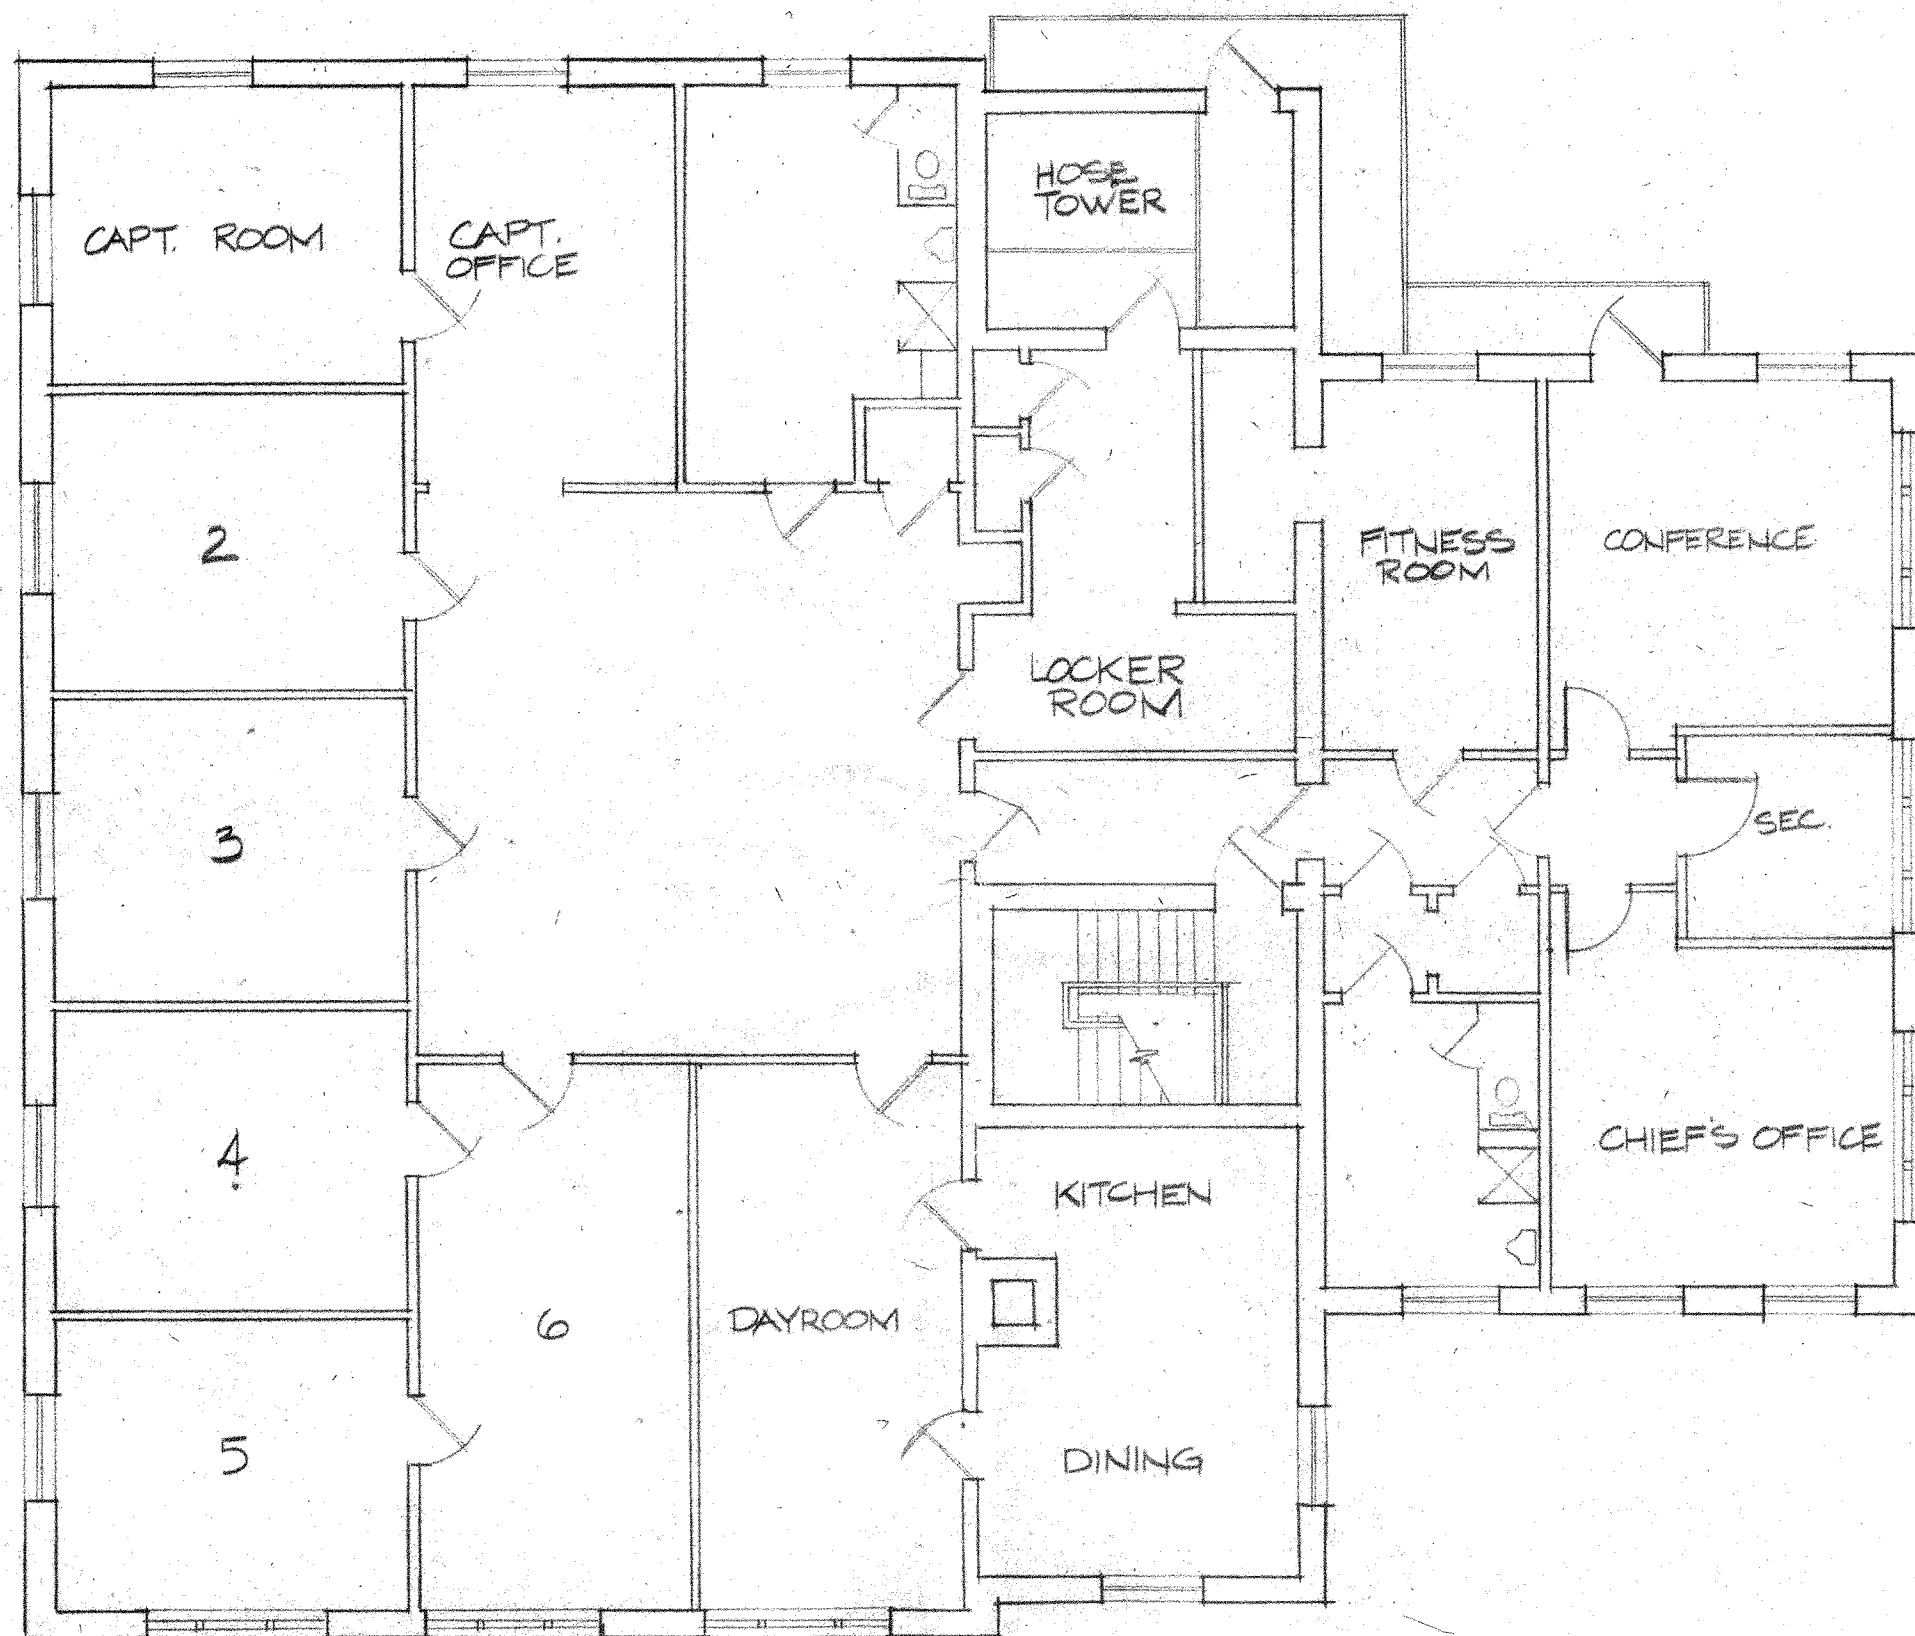 HOSE
TOWER
CAPT. ROOM
CAPT.
OFFICE
2
FITNESS
ROOM
CONFERENCE
LOCKER
ROOM
3
SEC.
4
CHIEF'S OFFICE
KITCHEN
6
DAYROOM
5
DINING